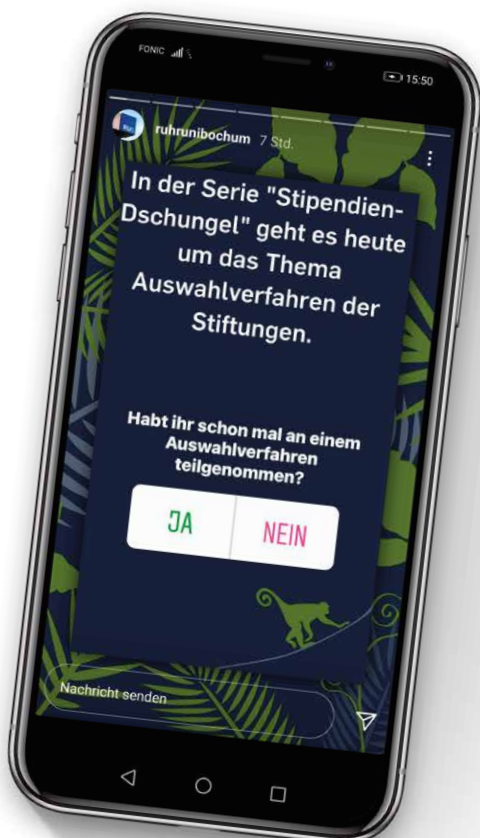 FONIC
15:50
ruhrunibochum 7 Std.
In der Serie "Stipendien-
Dschungel" geht es heute
um das Thema
Auswahlverfahren der
Stiftungen.
Habt ihr schon mal an einem
Auswahlverfahren
teilgenommen?
JA NEIN
Nachricht senden